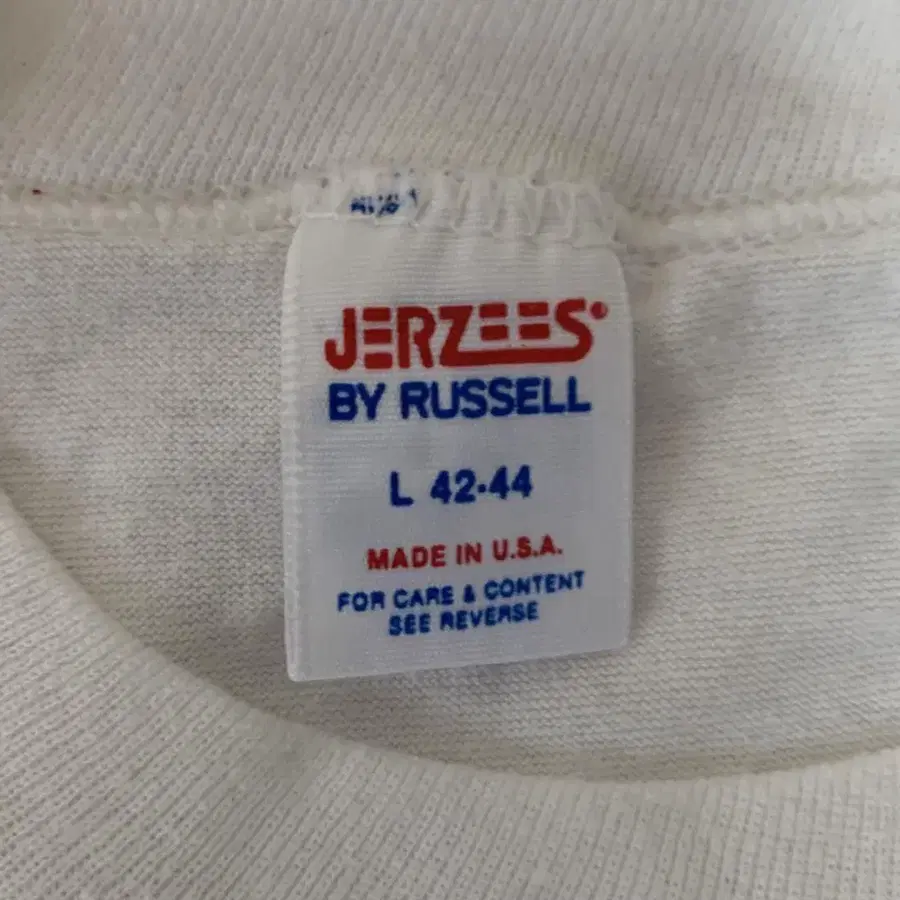 JERZEES®
BY RUSSELL
L 42-44
MADE IN U.S.A.
FOR CARE & CONTENT
SEE REVERSE